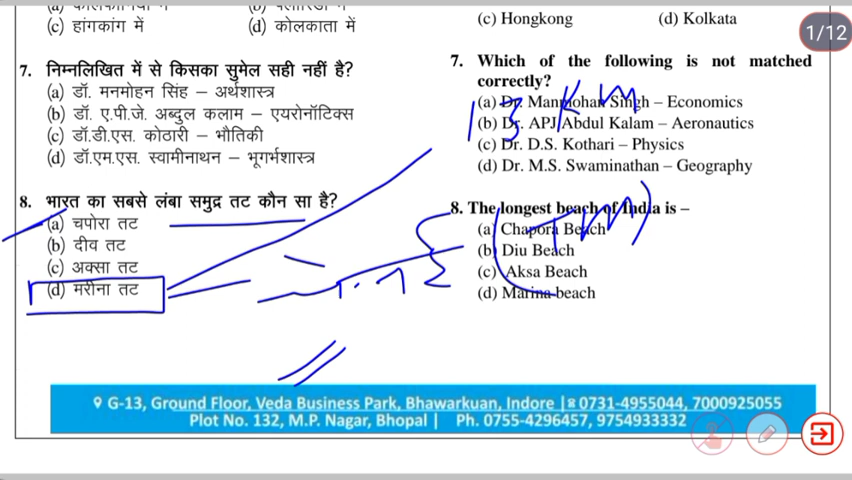 (c) हांगकांग में (d) कोलकाता में
7. निम्नलिखित में से किसका सुमेल सही नहीं है?
(a) डॉ. मनमोहन सिंह – अर्थशास्त्र
(b) डॉ. ए.पी.जे. अब्दुल कलाम – एयरोनॉटिक्स
(c) डॉ.डी.एस. कोठारी – भौतिकी
(d) डॉ.एम.एस. स्वामीनाथन – भूगर्भशास्त्र
8. भारत का सबसे लंबा समुद्र तट कौन सा है?
(a) चपोरा तट
(b) दीव तट
(c) अक्सा तट
(d) मरीना तट
(c) Hongkong (d) Kolkata
1/12
7. Which of the following is not matched
correctly?
(a) Dr. Manmohan Singh – Economics
(b) Dr. APJ Abdul Kalam – Aeronautics
(c) Dr. D.S. Kothari – Physics
(d) Dr. M.S. Swaminathan – Geography
13 KM
8. The longest beach of India is –
(a) Chapora Beach
(b) Diu Beach
(c) Aksa Beach
(d) Marina beach
(TM)
G-13, Ground Floor, Veda Business Park, Bhawarkuan, Indore | 0731-4955044, 7000925055
Plot No. 132, M.P. Nagar, Bhopal | Ph. 0755-4296457, 9754933332